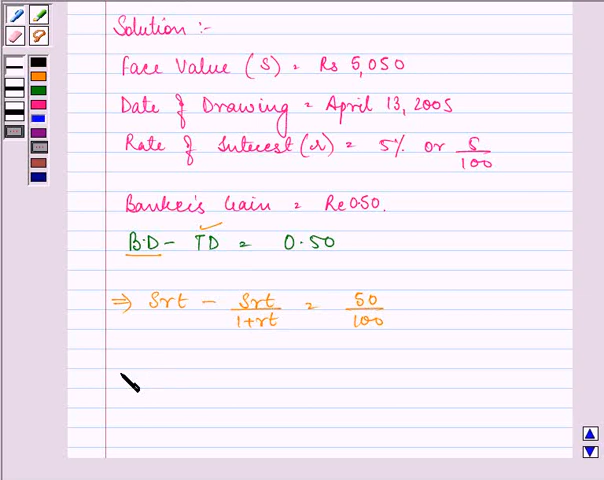 Solution :-
Face Value (S) = Rs 5,050
Date of Drawing = April 13, 2005
Rate of Interest (r) = 5% or 5/100
Banker's Gain = Re 0.50.
B.D - TD = 0.50
⇒ Srt - Srt/1+rt = 50/100